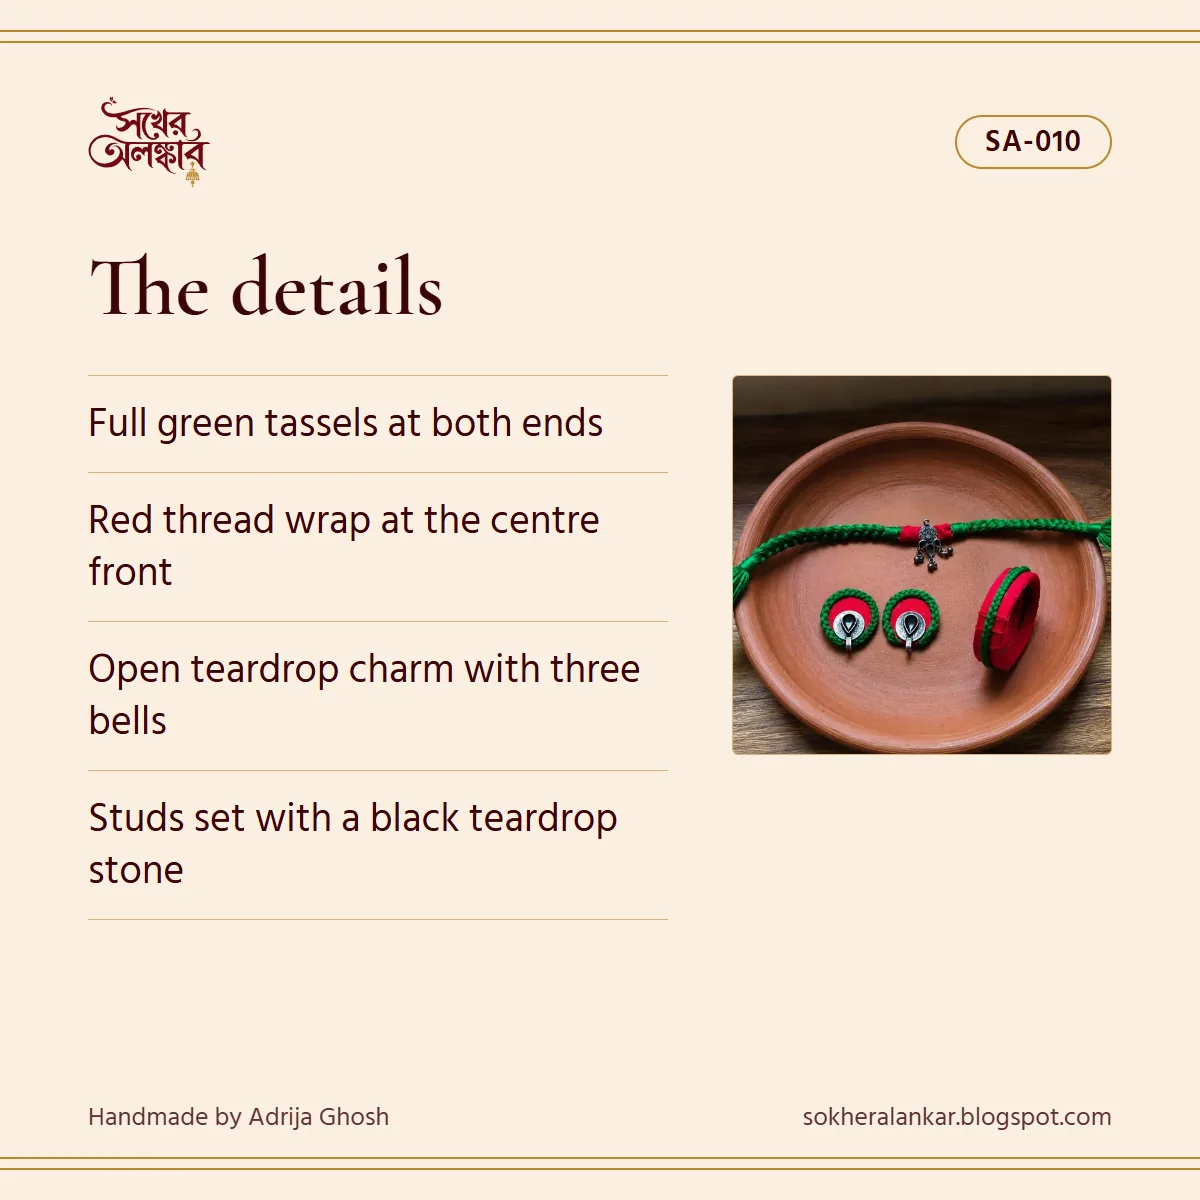 সখের
অলঙ্কার
SA-010
The details
Full green tassels at both ends
Red thread wrap at the centre
front
Open teardrop charm with three
bells
Studs set with a black teardrop
stone
Handmade by Adrija Ghosh
sokheralankar.blogspot.com